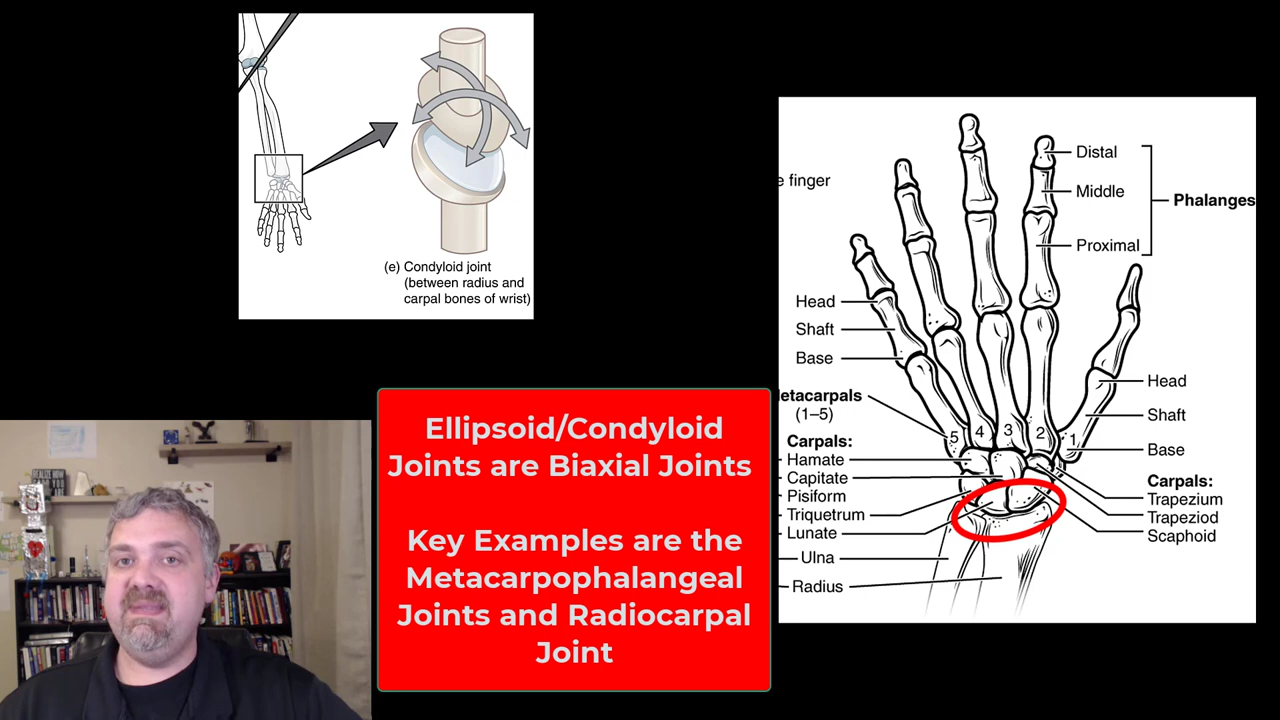 (e) Condyloid joint
(between radius and
carpal bones of wrist)
Ellipsoid/Condyloid
Joints are Biaxial Joints
Key Examples are the
Metacarpophalangeal
Joints and Radiocarpal
Joint
e finger
Distal
Middle
Proximal
Phalanges
Head
Shaft
Base
etacarpals
(1–5)
Carpals:
Hamate
Capitate
Pisiform
Triquetrum
Lunate
Ulna
Radius
5
4
3
2
1
Head
Shaft
Base
Carpals:
Trapezium
Trapeziod
Scaphoid